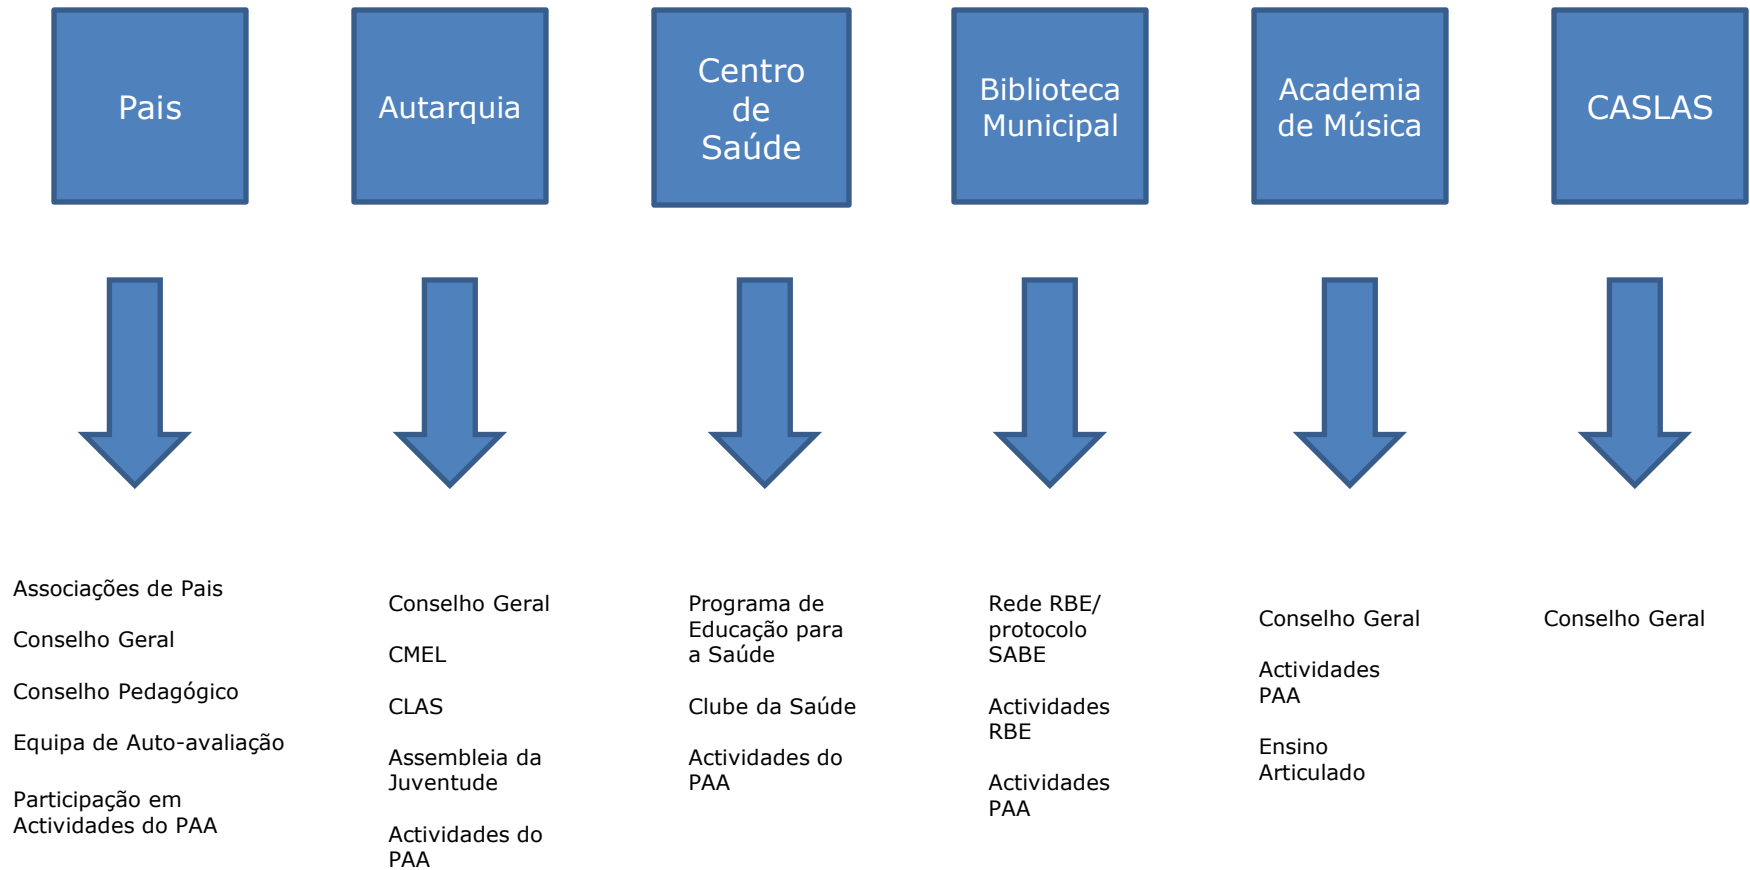 Pais
Autarquia
Centro
de
Saúde
Biblioteca
Municipal
Academia
de Música
CASLAS
Associações de Pais
Conselho Geral
Conselho Pedagógico
Equipa de Auto-avaliação
Participação em
Actividades do PAA
Conselho Geral
CMEL
CLAS
Assembleia da
Juventude
Actividades do
PAA
Programa de
Educação para
a Saúde
Clube da Saúde
Actividades do
PAA
Rede RBE/
protocolo
SABE
Actividades
RBE
Actividades
PAA
Conselho Geral
Actividades
PAA
Ensino
Articulado
Conselho Geral